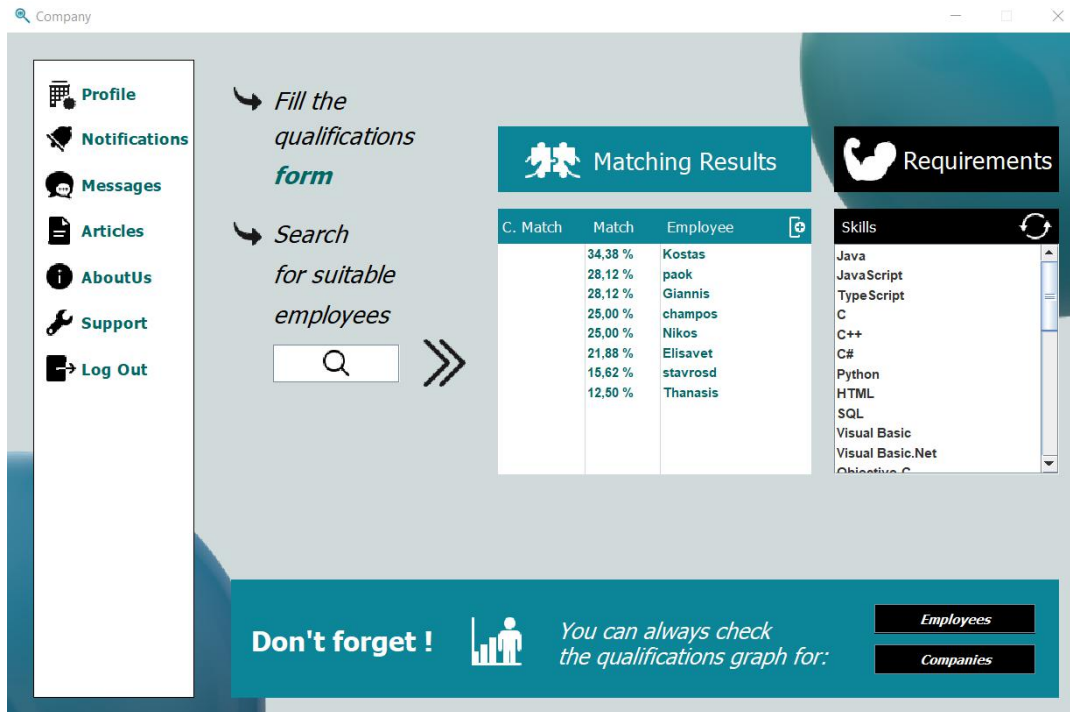 Company
Profile
Notifications
Messages
Articles
AboutUs
Support
Log Out
Fill the
qualifications
form
Search
for suitable
employees
Matching Results
C. Match Match Employee
34,38 % Kostas
28,12 % paok
28,12 % Giannis
25,00 % champos
25,00 % Nikos
21,88 % Elisavet
15,62 % stavrosd
12,50 % Thanasis
Requirements
Skills
Java
JavaScript
TypeScript
C
C++
C#
Python
HTML
SQL
Visual Basic
Visual Basic.Net
Objective-C
Don't forget !
You can always check
the qualifications graph for:
Employees
Companies